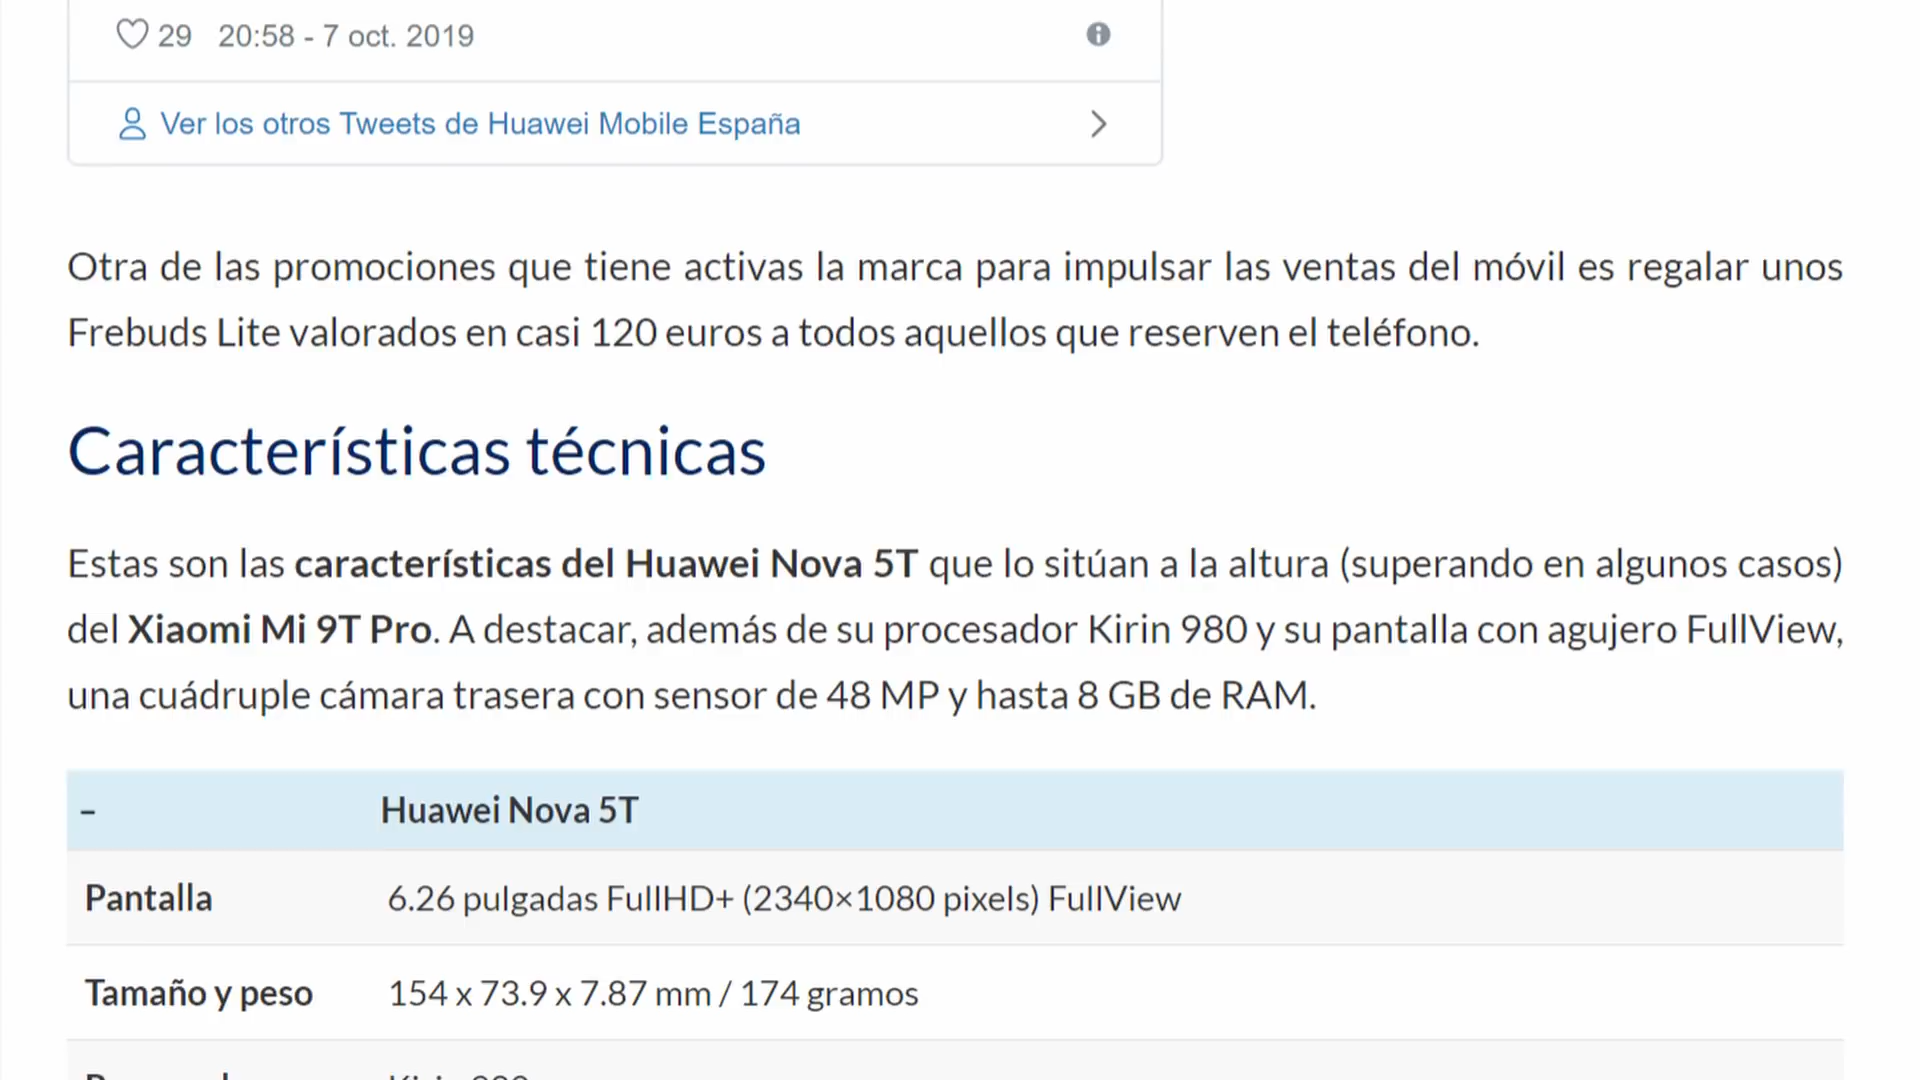 29 20:58 - 7 oct. 2019
Ver los otros Tweets de Huawei Mobile España
Otra de las promociones que tiene activas la marca para impulsar las ventas del móvil es regalar unos
Frebuds Lite valorados en casi 120 euros a todos aquellos que reserven el teléfono.
Características técnicas
Estas son las características del Huawei Nova 5T que lo sitúan a la altura (superando en algunos casos)
del Xiaomi Mi 9T Pro. A destacar, además de su procesador Kirin 980 y su pantalla con agujero FullView,
una cuádruple cámara trasera con sensor de 48 MP y hasta 8 GB de RAM.
– Huawei Nova 5T
Pantalla 6.26 pulgadas FullHD+ (2340×1080 pixels) FullView
Tamaño y peso 154 x 73.9 x 7.87 mm / 174 gramos